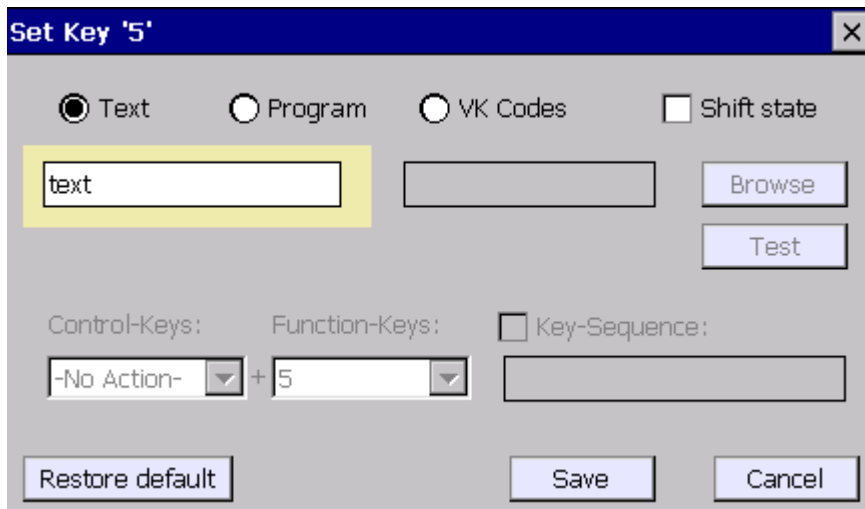 Set Key '5'
Text Program VK Codes Shift state
text Browse
Test
Control-Keys: Function-Keys: Key-Sequence:
-No Action- + 5
Restore default Save Cancel